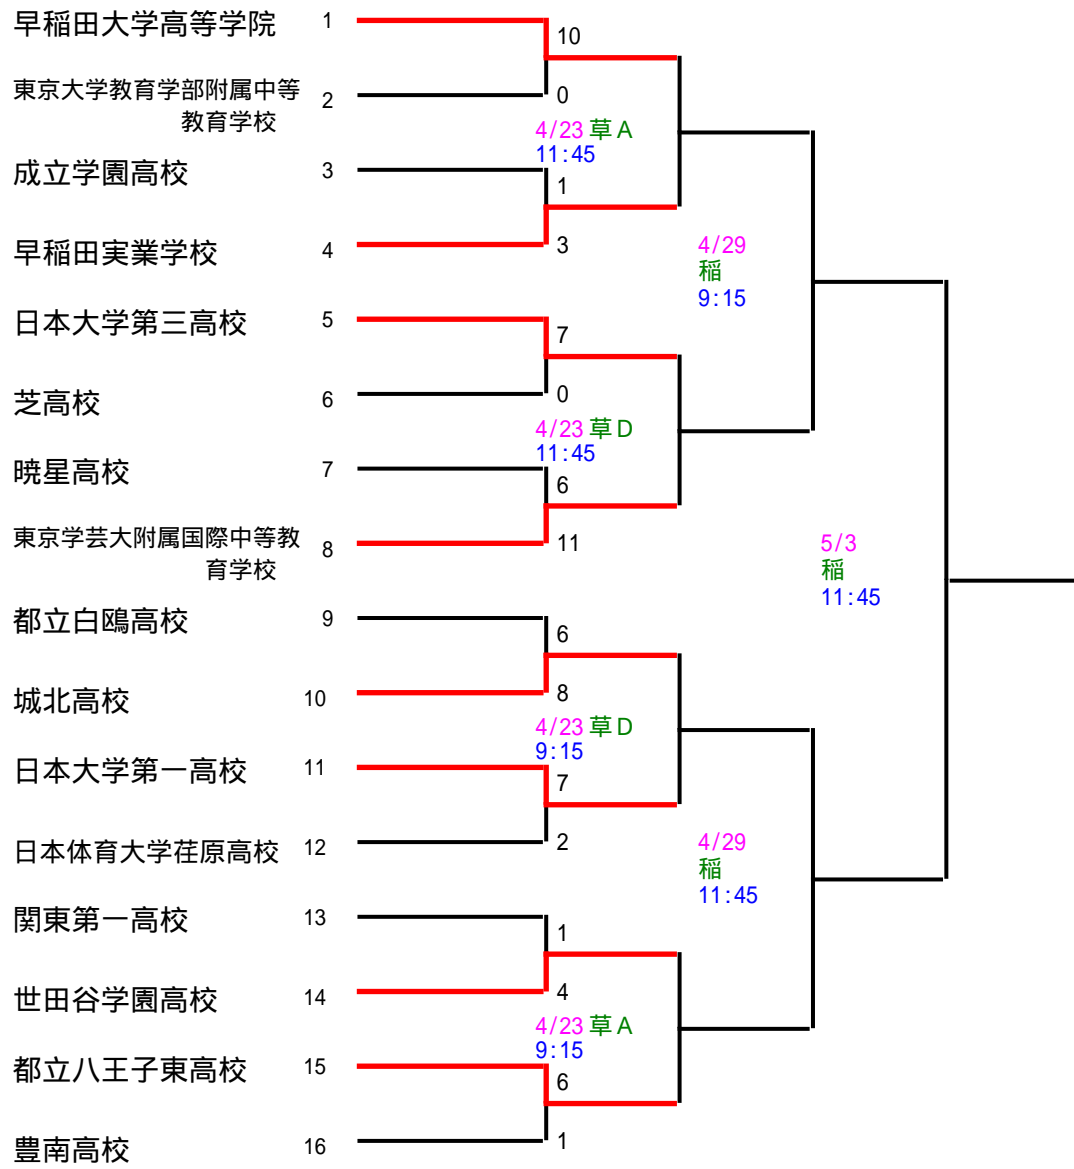 早稲田大学高等学院 1
10
東京大学教育学部附属中等
教育学校 2
0
4/23 草A
11:45
成立学園高校 3
1
早稲田実業学校 4
3
4/29
稲
9:15
日本大学第三高校 5
7
芝高校 6
0
4/23 草D
11:45
暁星高校 7
6
東京学芸大附属国際中等教
育学校 8
11
5/3
稲
11:45
都立白鴎高校 9
6
城北高校 10
8
4/23 草D
9:15
日本大学第一高校 11
7
日本体育大学荏原高校 12
2
4/29
稲
11:45
関東第一高校 13
1
世田谷学園高校 14
4
4/23 草A
9:15
都立八王子東高校 15
6
豊南高校 16
1